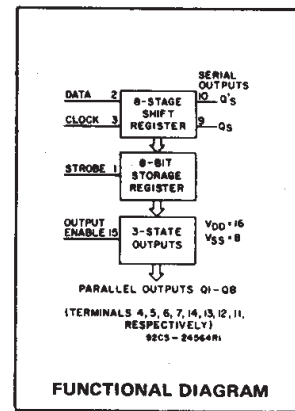 SERIAL
OUTPUTS
DATA 2
8-STAGE
SHIFT
REGISTER
10 Q'S
CLOCK 3
9
QS
STROBE 1
8-BIT
STORAGE
REGISTER
OUTPUT
ENABLE 15
3-STATE
OUTPUTS
VDD = 16
VSS = 8
PARALLEL OUTPUTS Q1-Q8
(TERMINALS 4, 5, 6, 7, 14, 13, 12, 11,
RESPECTIVELY)
92CS-24564R1
FUNCTIONAL DIAGRAM